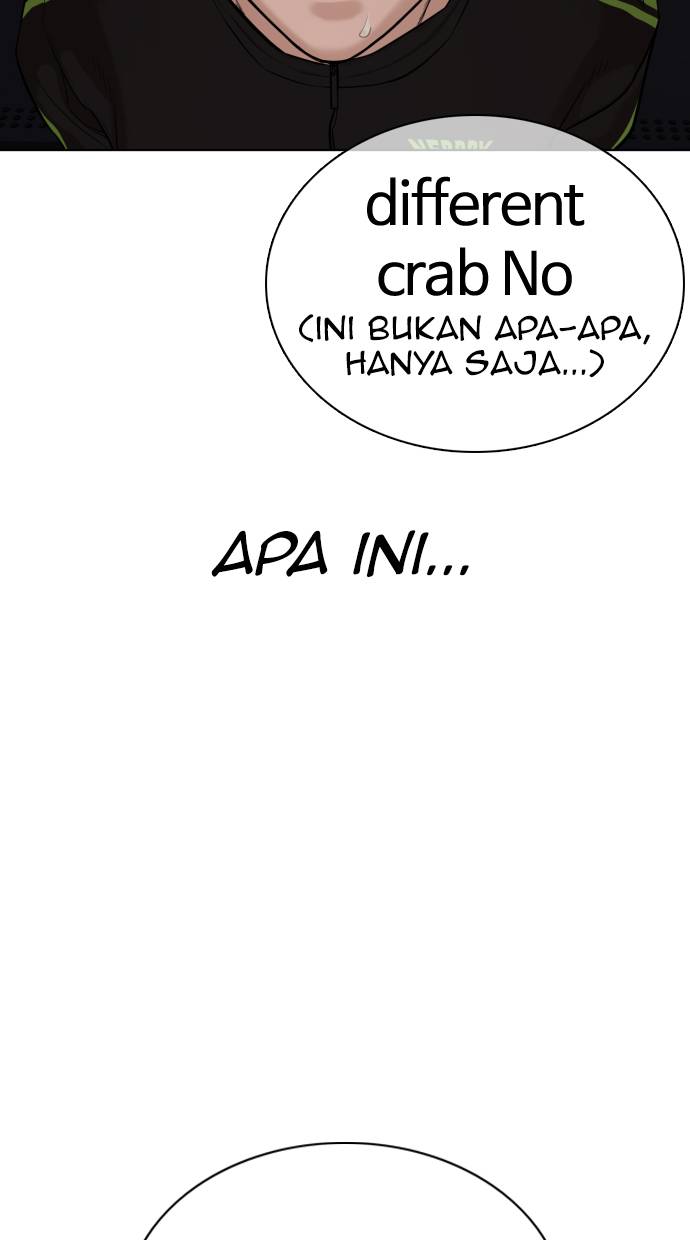 different
crab No
(INI BUKAN APA-APA,
HANYA SAJA...)
APA INI...